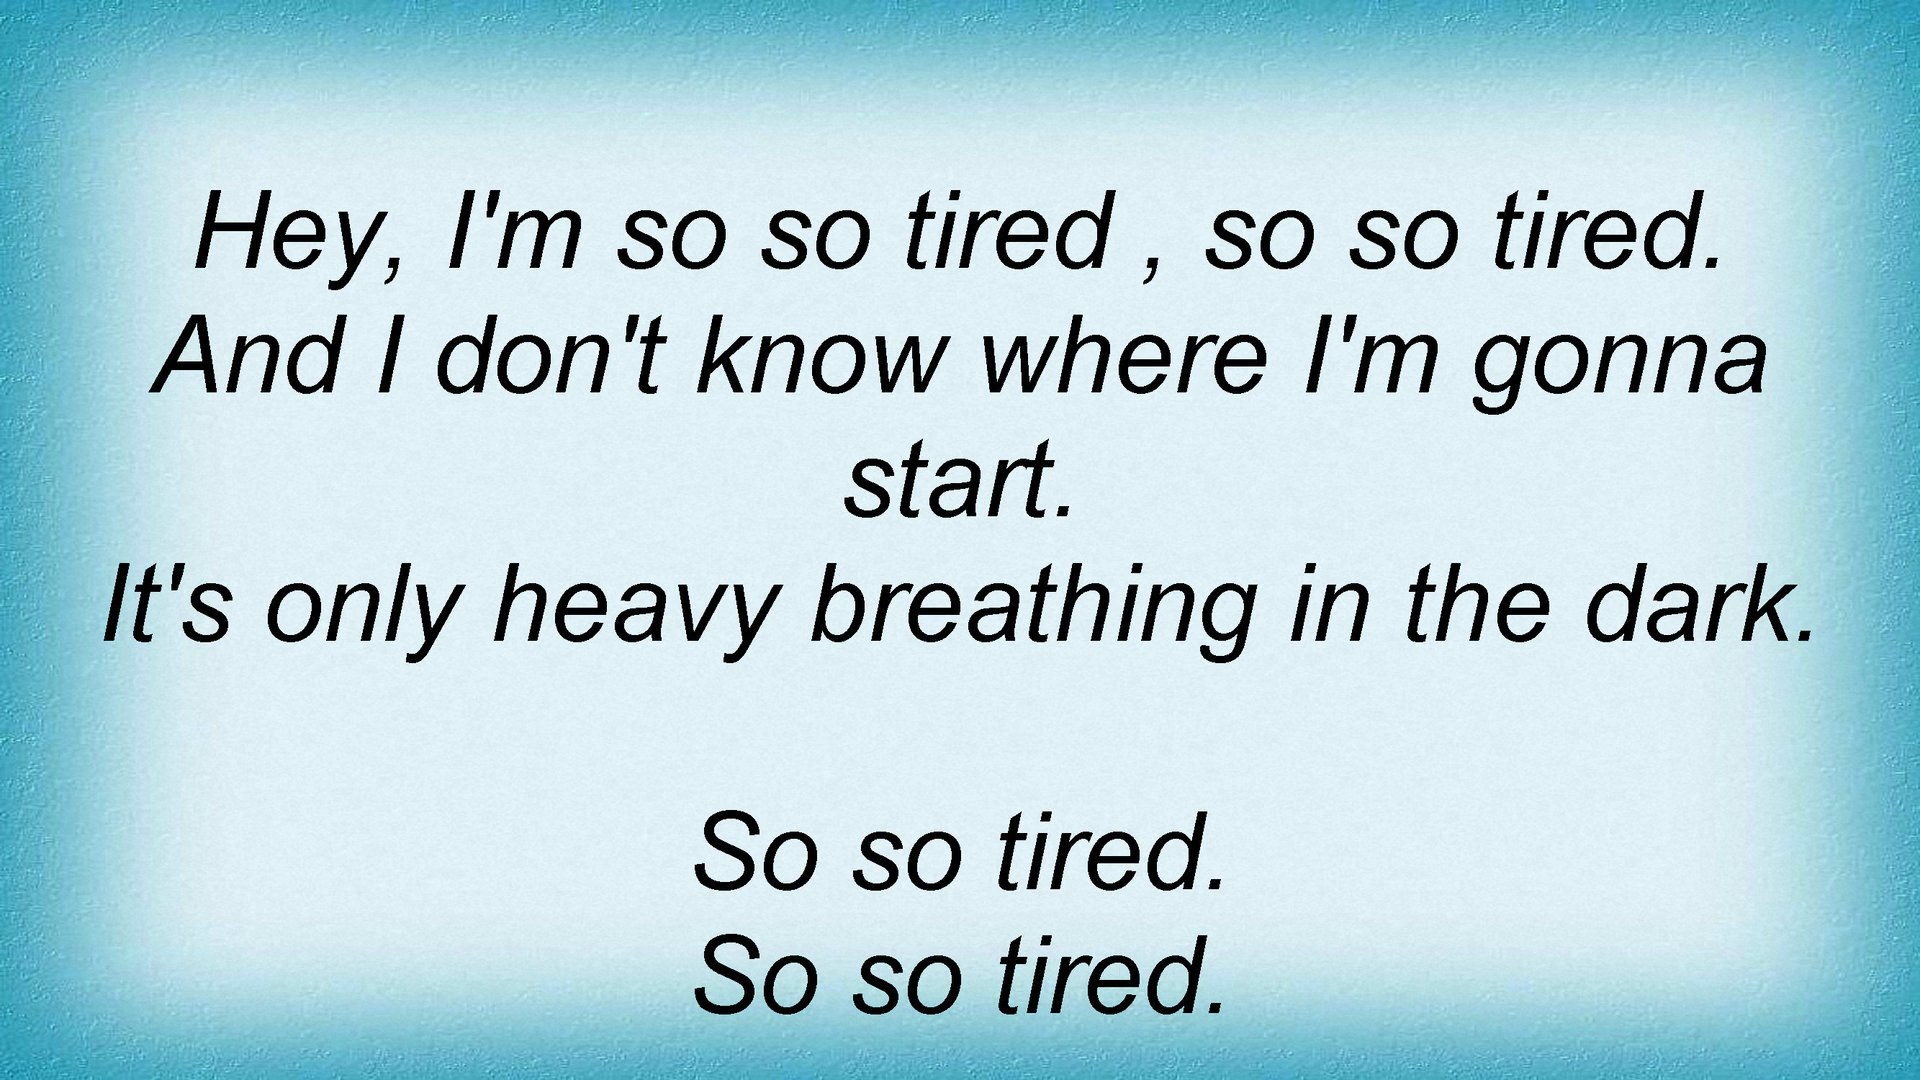 Hey, I'm so so tired , so so tired.
And I don't know where I'm gonna
start.
It's only heavy breathing in the dark.
So so tired.
So so tired.